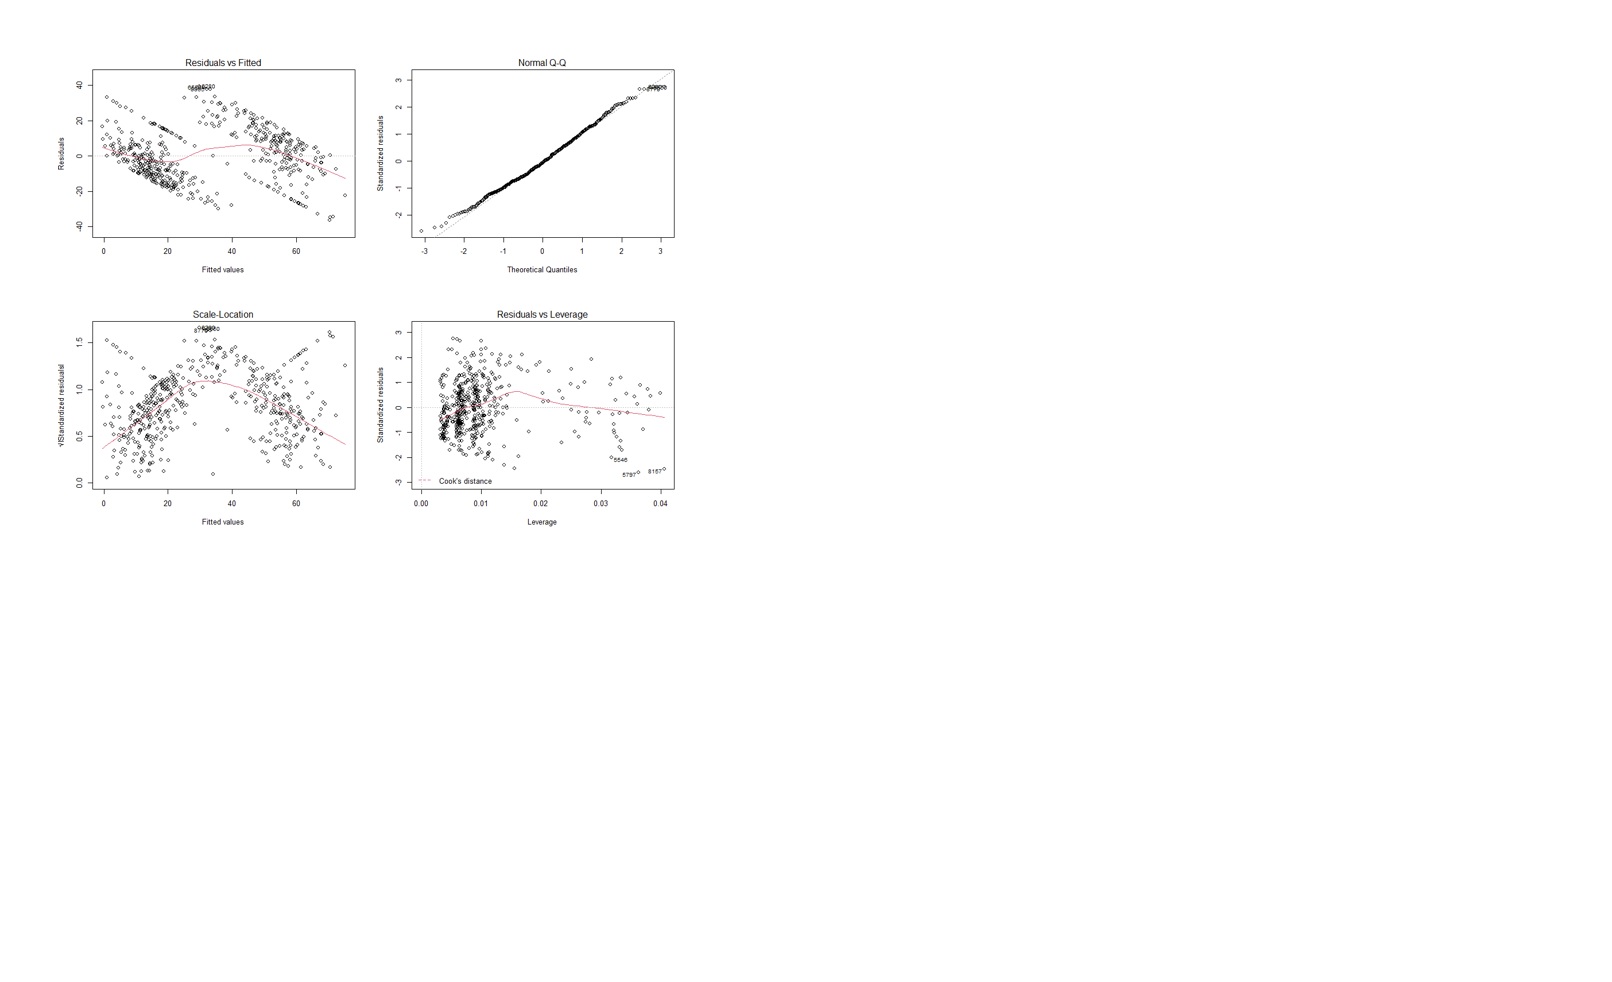 Residuals vs Fitted
Residuals
40
20
0
-20
-40
0 20 40 60
Fitted values
Normal Q-Q
Standardized residuals
3
2
1
0
-1
-2
-3 -2 -1 0 1 2 3
Theoretical Quantiles
Scale-Location
√|Standardized residuals|
1.5
1.0
0.5
0.0
0 20 40 60
Fitted values
Residuals vs Leverage
Standardized residuals
3
2
1
0
-1
-2
-3
5546
5797
8157
Cook's distance
0.00 0.01 0.02 0.03 0.04
Leverage